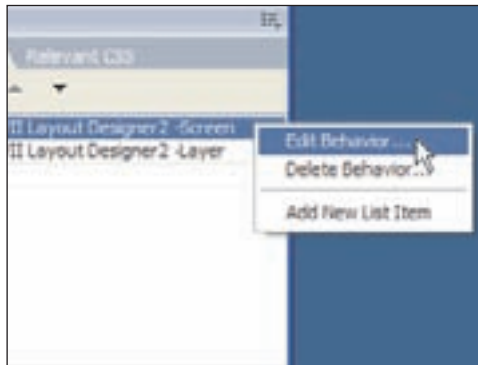 Relevant CSS
II Layout Designer2 -Screen
II Layout Designer2 -Layer
Edit Behavior...
Delete Behavior...
Add New List Item